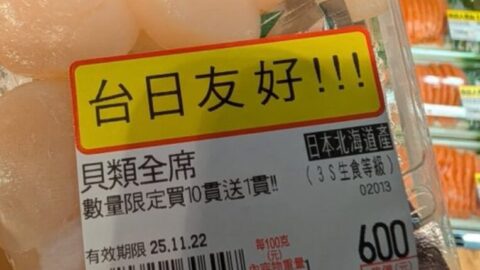 台日友好!!!
日本北海道產
(3S生食等級)
02013
貝類全席
數量限定買10貫送1貫!!
有效期限 25.11.22
每100克
(元)
600